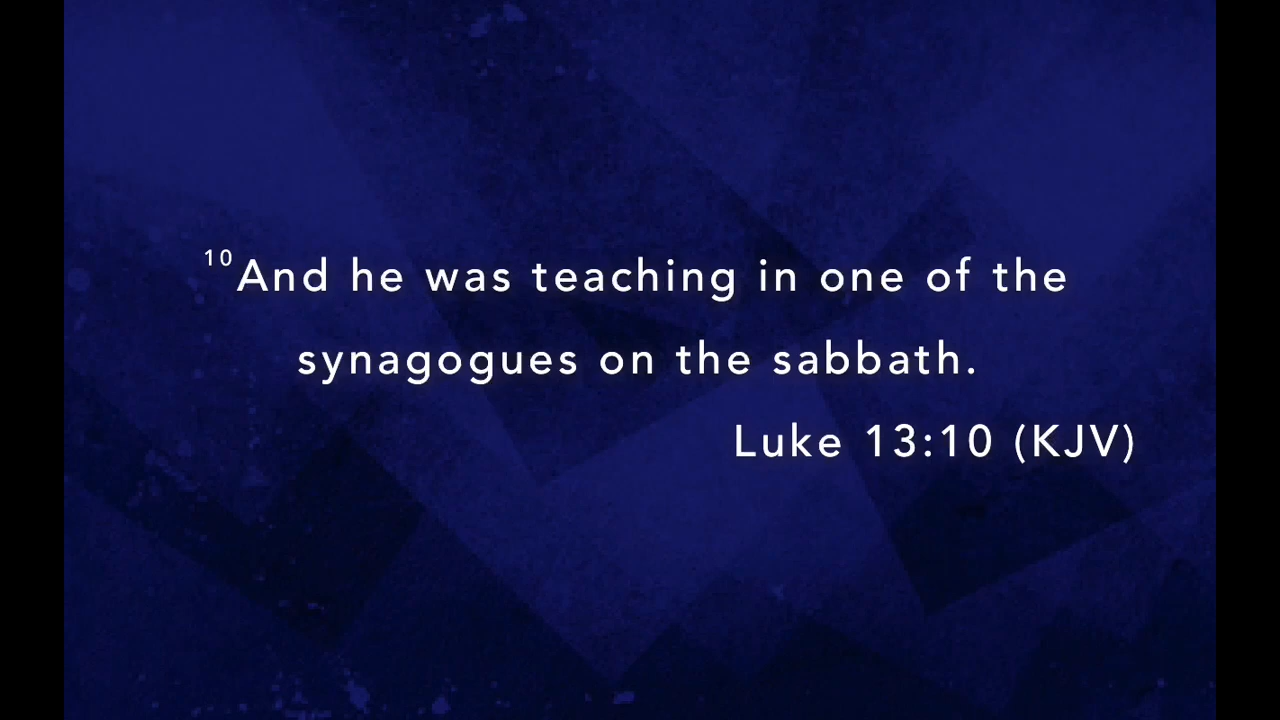 10And he was teaching in one of the
synagogues on the sabbath.
Luke 13:10 (KJV)